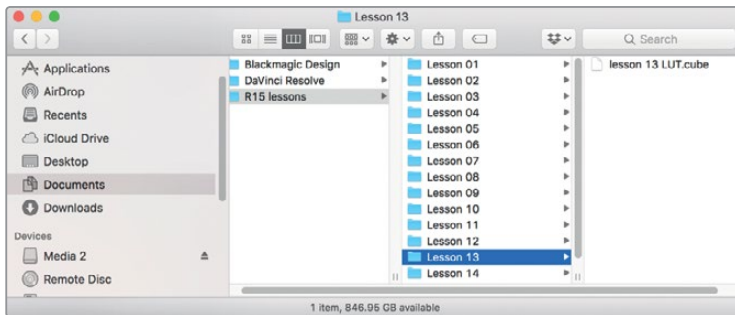 Lesson 13
Search
Applications
AirDrop
Recents
iCloud Drive
Desktop
Documents
Downloads
Devices
Media 2
Remote Disc
Blackmagic Design
DaVinci Resolve
R15 lessons
Lesson 01
Lesson 02
Lesson 03
Lesson 04
Lesson 05
Lesson 06
Lesson 07
Lesson 08
Lesson 09
Lesson 10
Lesson 11
Lesson 12
Lesson 13
Lesson 14
lesson 13 LUT.cube
1 item, 846.95 GB available